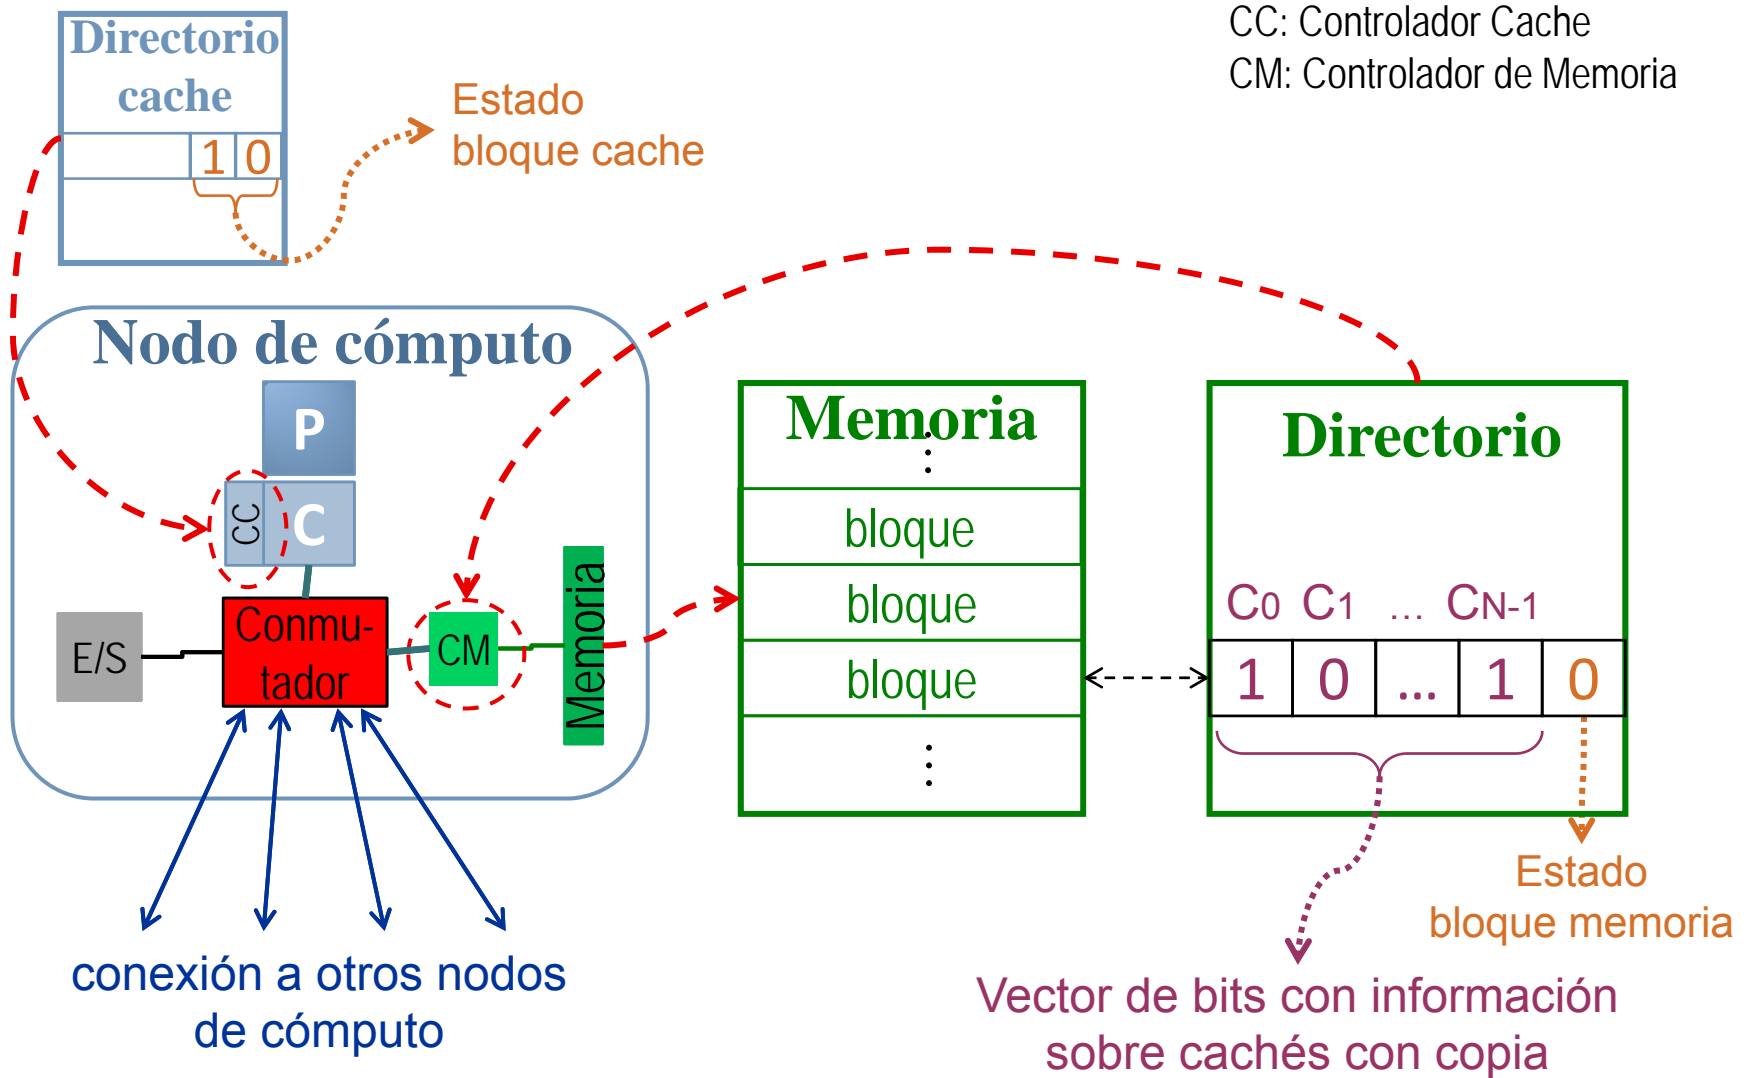 CC: Controlador Cache
CM: Controlador de Memoria
Directorio
cache
1 0
Estado
bloque cache
Nodo de cómputo
P
CC
C
E/S
Conmu-
tador
CM
Memoria
conexión a otros nodos
de cómputo
Memoria
⋮
bloque
bloque
bloque
⋮
Directorio
C0 C1 ... CN-1
1 0 ... 1 0
Estado
bloque memoria
Vector de bits con información
sobre cachés con copia